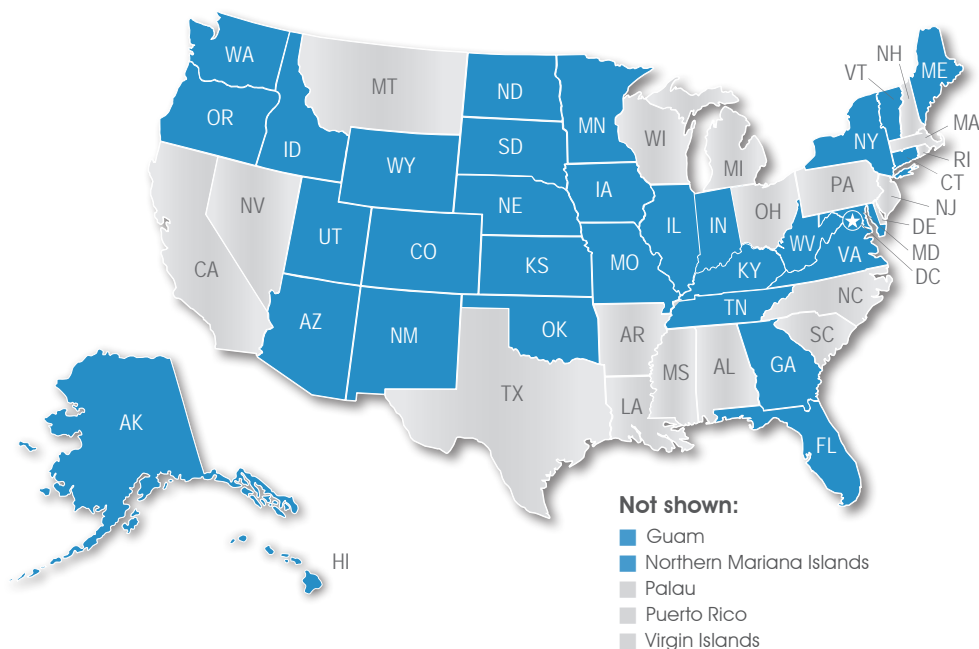 WA
MT
ND
MN
OR
ID
WY
SD
WI
MI
NY
VT
NH
ME
MA
RI
CT
NJ
DE
MD
DC
NV
UT
CO
NE
IA
IL
IN
OH
PA
CA
KS
MO
KY
WV
VA
AZ
NM
OK
AR
TN
NC
SC
TX
LA
MS
AL
GA
FL
AK
HI
Not shown:
Guam
Northern Mariana Islands
Palau
Puerto Rico
Virgin Islands